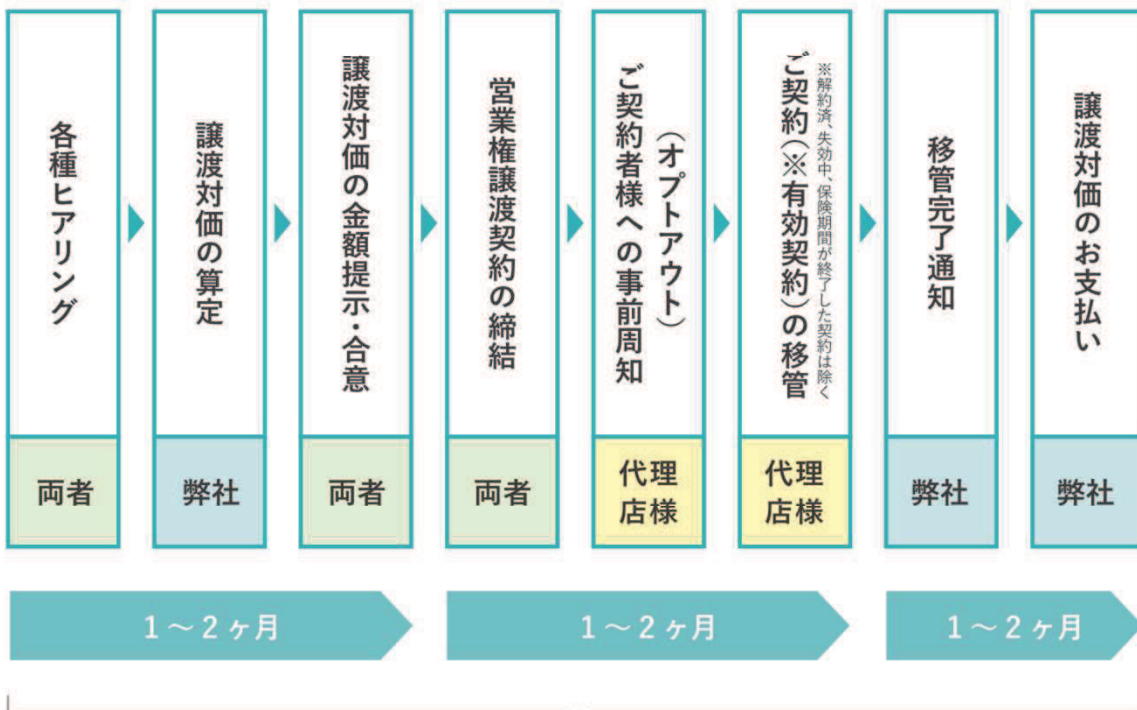 各種ヒアリング
両者
譲渡対価の算定
弊社
譲渡対価の金額提示・合意
両者
営業権譲渡契約の締結
両者
ご契約者様への事前周知
(オプトアウト)
代理
店様
ご契約(※有効契約)の移管
※解約済、失効中、保険期間が終了した契約は除く
代理
店様
移管完了通知
弊社
譲渡対価のお支払い
弊社
1～2ヶ月
1～2ヶ月
1～2ヶ月